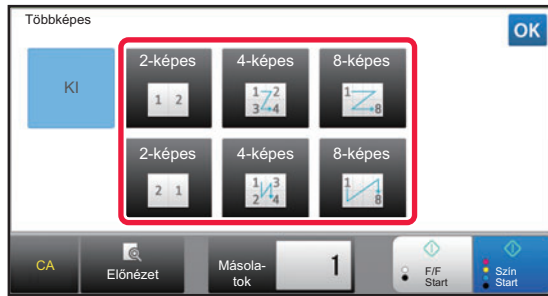 Többképes
OK
KI
2-képes
4-képes
8-képes
1 2
1 2
3 4
1
8
2-képes
4-képes
8-képes
2 1
1 3
2 4
1
8
CA
Előnézet
Másola-
tok
1
F/F
Start
Szín
Start